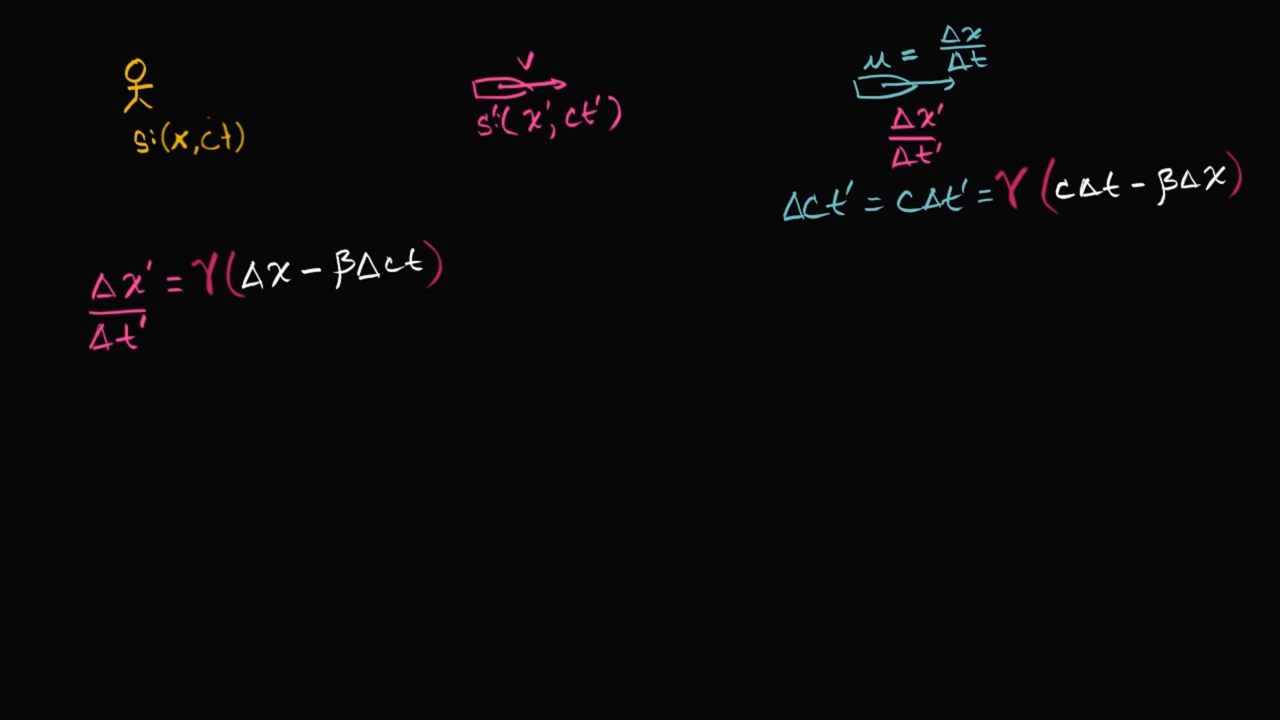 v
u = Δx/Δt
S:(x,ct)
S':(x',ct')
Δx'/Δt'
Δct' = cΔt' = γ(cΔt - βΔx)
Δx'/Δt' = γ(Δx - βΔct)